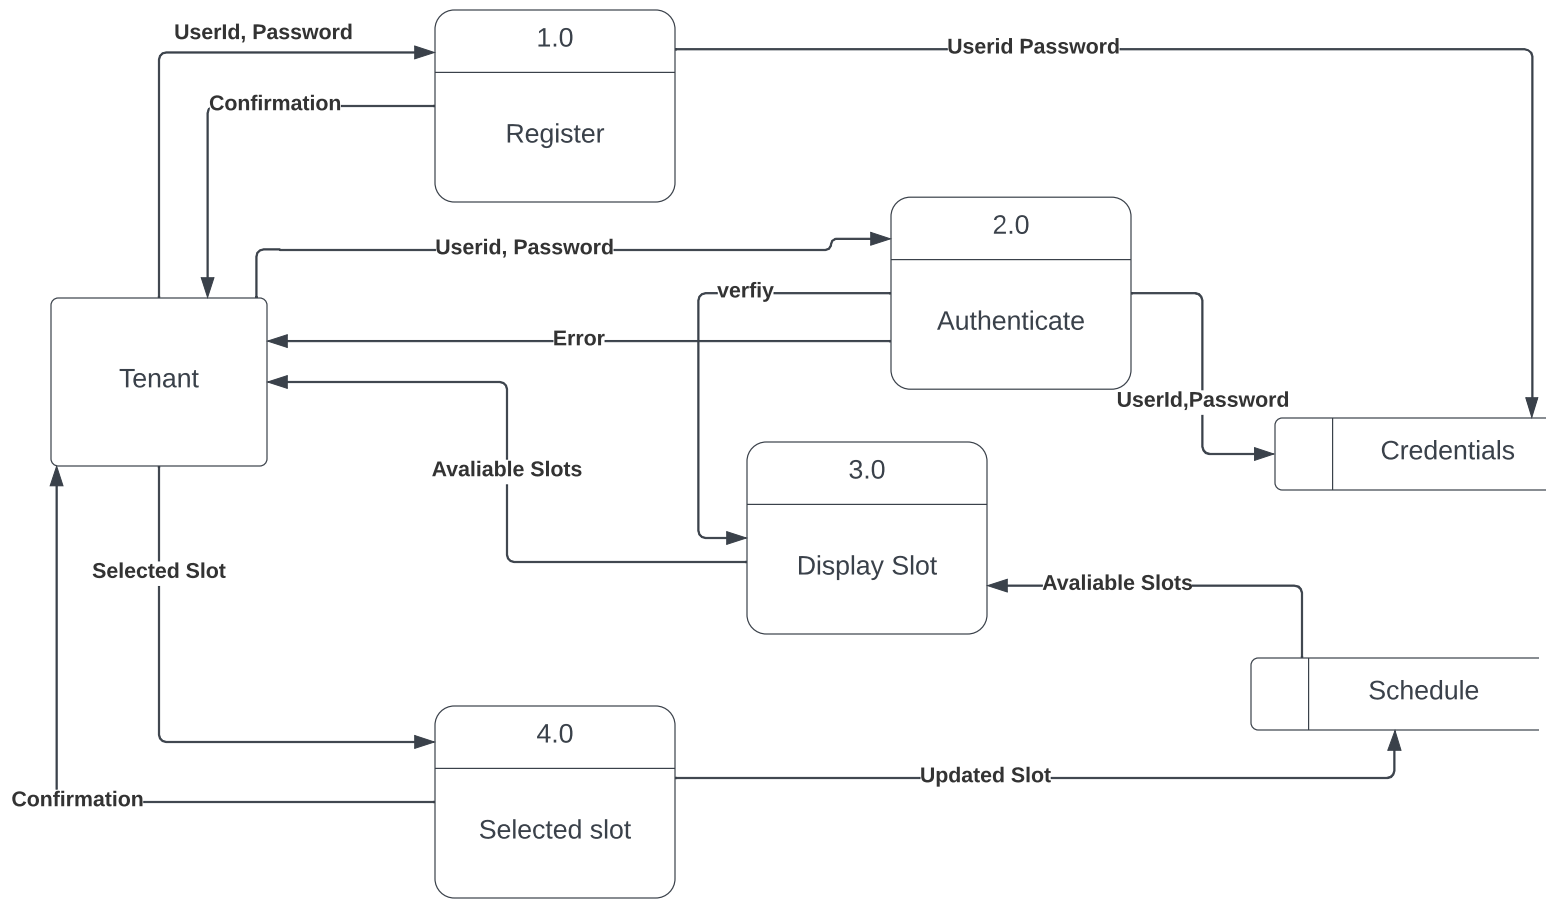 UserId, Password
1.0
Userid Password
Confirmation
Register
2.0
Userid, Password
verfiy
Authenticate
Error
Tenant
UserId,Password
Credentials
Avaliable Slots
3.0
Display Slot
Selected Slot
Avaliable Slots
Schedule
4.0
Updated Slot
Confirmation
Selected slot